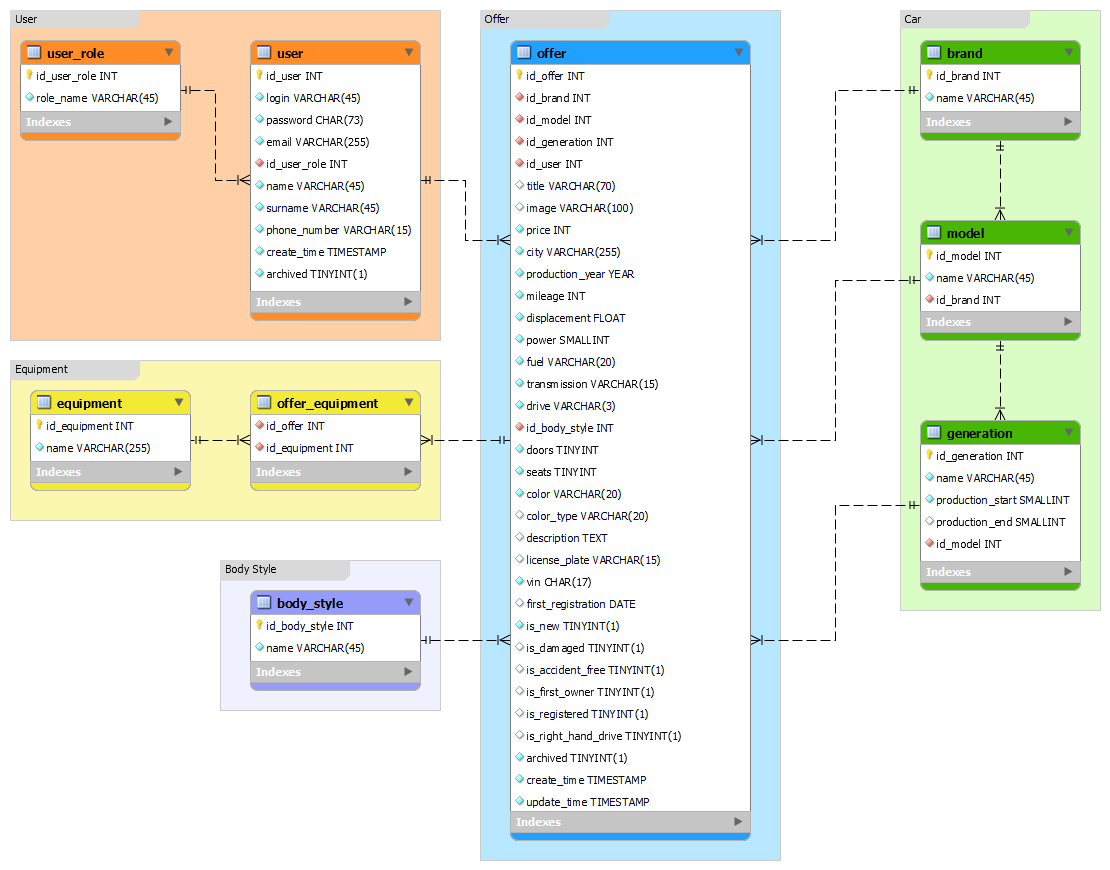 User
user_role
id_user_role INT
role_name VARCHAR(45)
Indexes
user
id_user INT
login VARCHAR(45)
password CHAR(73)
email VARCHAR(255)
id_user_role INT
name VARCHAR(45)
surname VARCHAR(45)
phone_number VARCHAR(15)
create_time TIMESTAMP
archived TINYINT(1)
Indexes
Equipment
equipment
id_equipment INT
name VARCHAR(255)
Indexes
offer_equipment
id_offer INT
id_equipment INT
Indexes
Body Style
body_style
id_body_style INT
name VARCHAR(45)
Indexes
Offer
offer
id_offer INT
id_brand INT
id_model INT
id_generation INT
id_user INT
title VARCHAR(70)
image VARCHAR(100)
price INT
city VARCHAR(255)
production_year YEAR
mileage INT
displacement FLOAT
power SMALLINT
fuel VARCHAR(20)
transmission VARCHAR(15)
drive VARCHAR(3)
id_body_style INT
doors TINYINT
seats TINYINT
color VARCHAR(20)
color_type VARCHAR(20)
description TEXT
license_plate VARCHAR(15)
vin CHAR(17)
first_registration DATE
is_new TINYINT(1)
is_damaged TINYINT(1)
is_accident_free TINYINT(1)
is_first_owner TINYINT(1)
is_registered TINYINT(1)
is_right_hand_drive TINYINT(1)
archived TINYINT(1)
create_time TIMESTAMP
update_time TIMESTAMP
Indexes
Car
brand
id_brand INT
name VARCHAR(45)
Indexes
model
id_model INT
name VARCHAR(45)
id_brand INT
Indexes
generation
id_generation INT
name VARCHAR(45)
production_start SMALLINT
production_end SMALLINT
id_model INT
Indexes